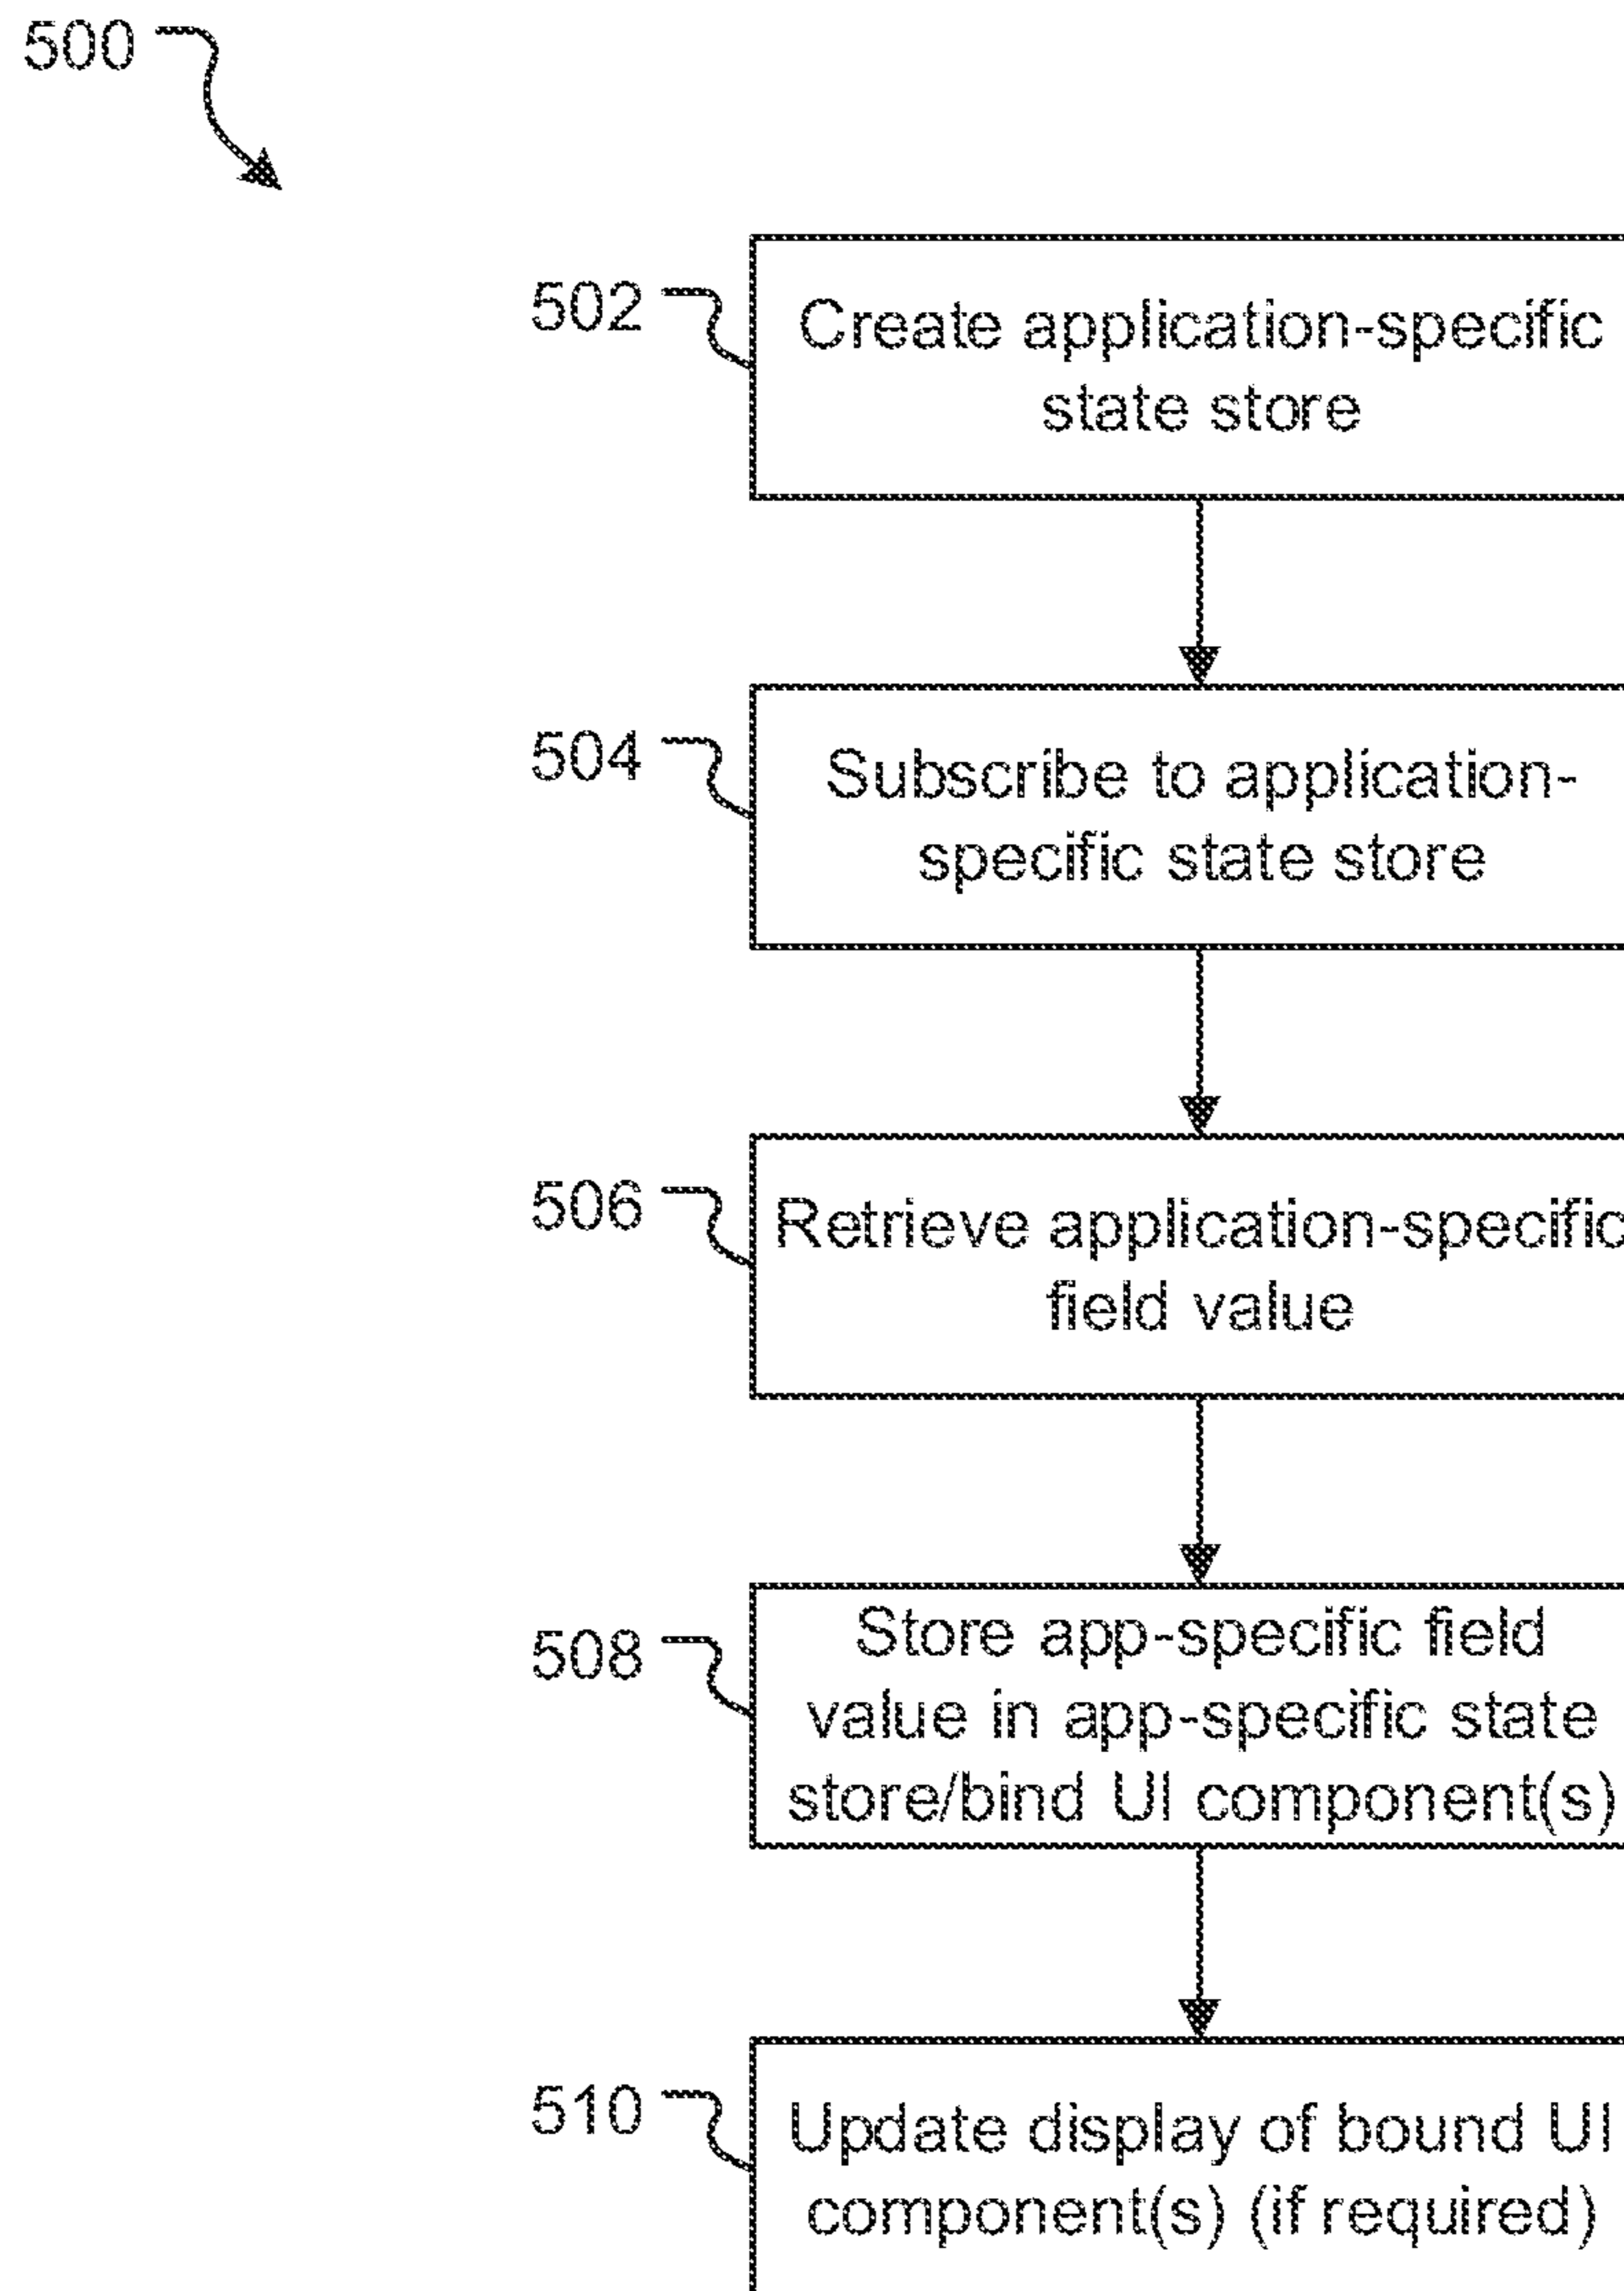 500
502
Create application-specific
state store
504
Subscribe to application-
specific state store
506
Retrieve application-specific
field value
508
Store app-specific field
value in app-specific state
store/bind UI component(s)
510
Update display of bound UI
component(s) (if required)